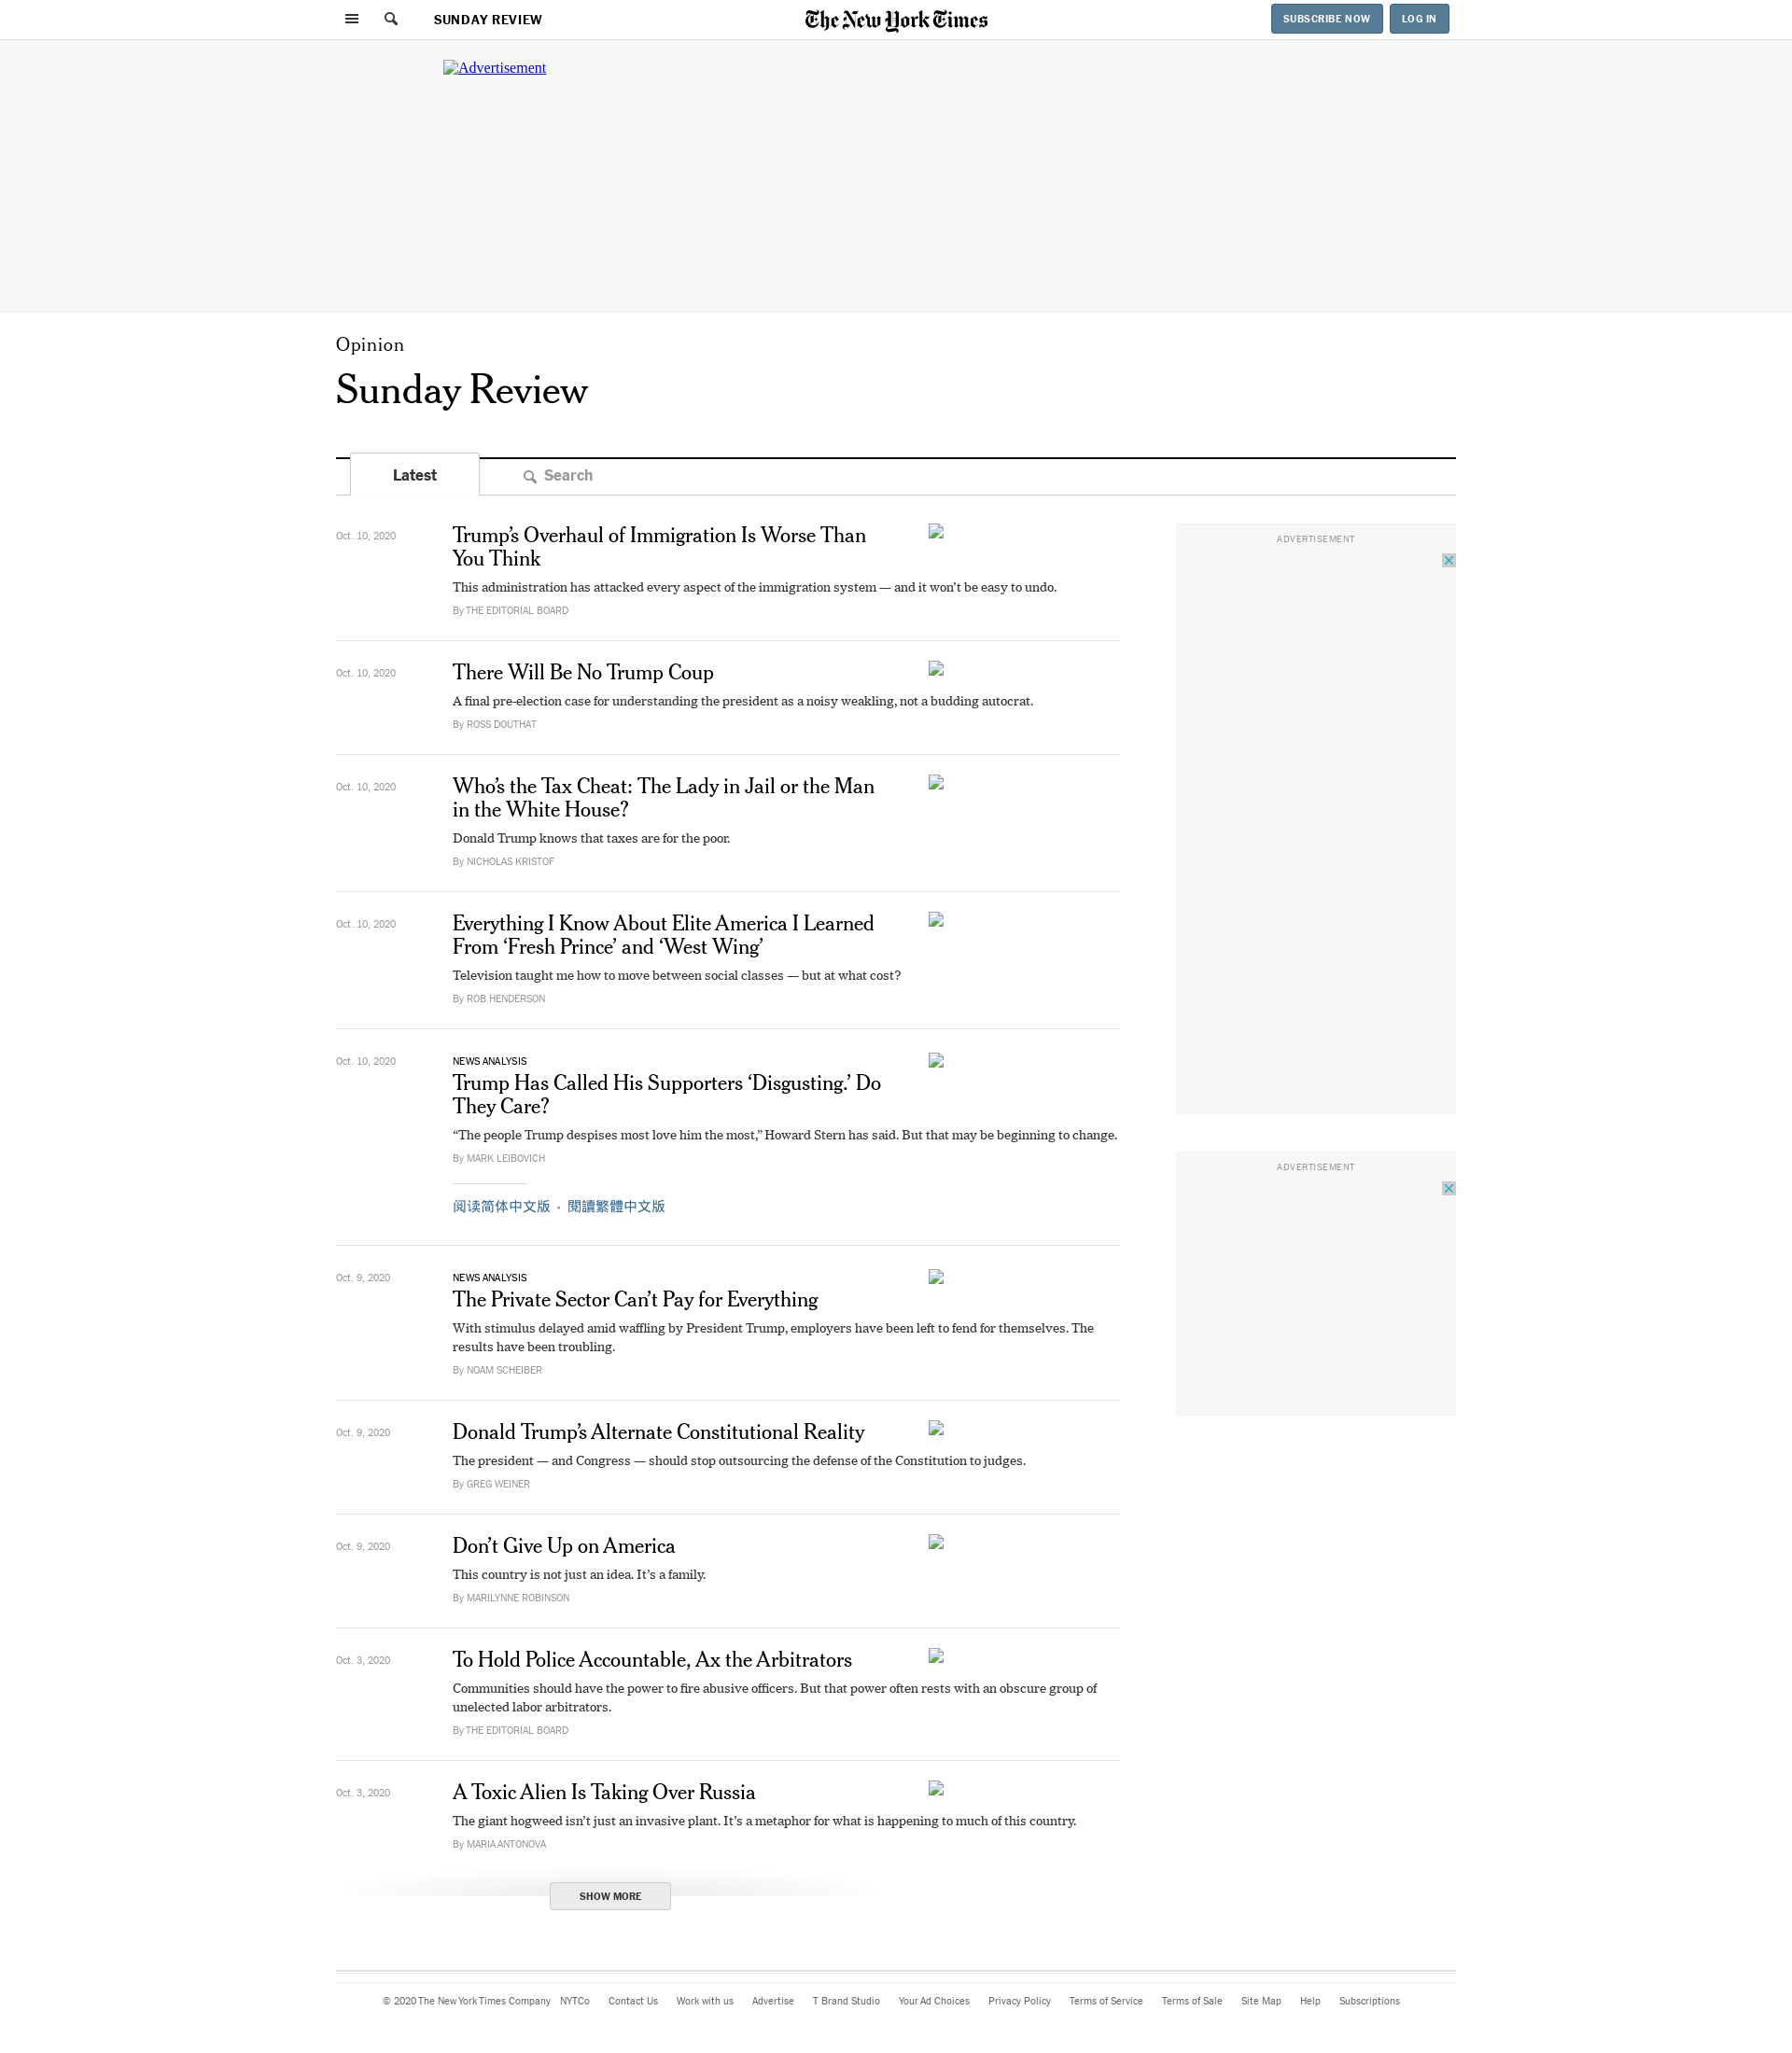 SUNDAY REVIEW
The New York Times
SUBSCRIBE NOW
LOG IN
Advertisement
Opinion
Sunday Review
Latest
Search
Oct. 10, 2020
Trump’s Overhaul of Immigration Is Worse Than
You Think
This administration has attacked every aspect of the immigration system — and it won’t be easy to undo.
By THE EDITORIAL BOARD
ADVERTISEMENT
Oct. 10, 2020
There Will Be No Trump Coup
A final pre-election case for understanding the president as a noisy weakling, not a budding autocrat.
By ROSS DOUTHAT
Oct. 10, 2020
Who’s the Tax Cheat: The Lady in Jail or the Man
in the White House?
Donald Trump knows that taxes are for the poor.
By NICHOLAS KRISTOF
Oct. 10, 2020
Everything I Know About Elite America I Learned
From ‘Fresh Prince’ and ‘West Wing’
Television taught me how to move between social classes — but at what cost?
By ROB HENDERSON
Oct. 10, 2020
NEWS ANALYSIS
Trump Has Called His Supporters ‘Disgusting.’ Do
They Care?
“The people Trump despises most love him the most,” Howard Stern has said. But that may be beginning to change.
By MARK LEIBOVICH
阅读简体中文版 • 閱讀繁體中文版
ADVERTISEMENT
Oct. 9, 2020
NEWS ANALYSIS
The Private Sector Can’t Pay for Everything
With stimulus delayed amid waffling by President Trump, employers have been left to fend for themselves. The
results have been troubling.
By NOAM SCHEIBER
Oct. 9, 2020
Donald Trump’s Alternate Constitutional Reality
The president — and Congress — should stop outsourcing the defense of the Constitution to judges.
By GREG WEINER
Oct. 9, 2020
Don’t Give Up on America
This country is not just an idea. It’s a family.
By MARILYNNE ROBINSON
Oct. 3, 2020
To Hold Police Accountable, Ax the Arbitrators
Communities should have the power to fire abusive officers. But that power often rests with an obscure group of
unelected labor arbitrators.
By THE EDITORIAL BOARD
Oct. 3, 2020
A Toxic Alien Is Taking Over Russia
The giant hogweed isn’t just an invasive plant. It’s a metaphor for what is happening to much of this country.
By MARIA ANTONOVA
SHOW MORE
© 2020 The New York Times Company NYTCo Contact Us Work with us Advertise T Brand Studio Your Ad Choices Privacy Policy Terms of Service Terms of Sale Site Map Help Subscriptions